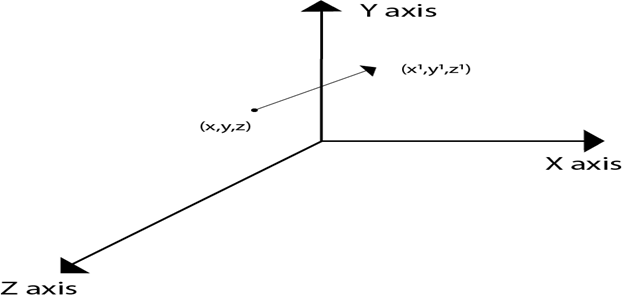 Y axis
(x¹,y¹,z¹)
(x,y,z)
X axis
Z axis